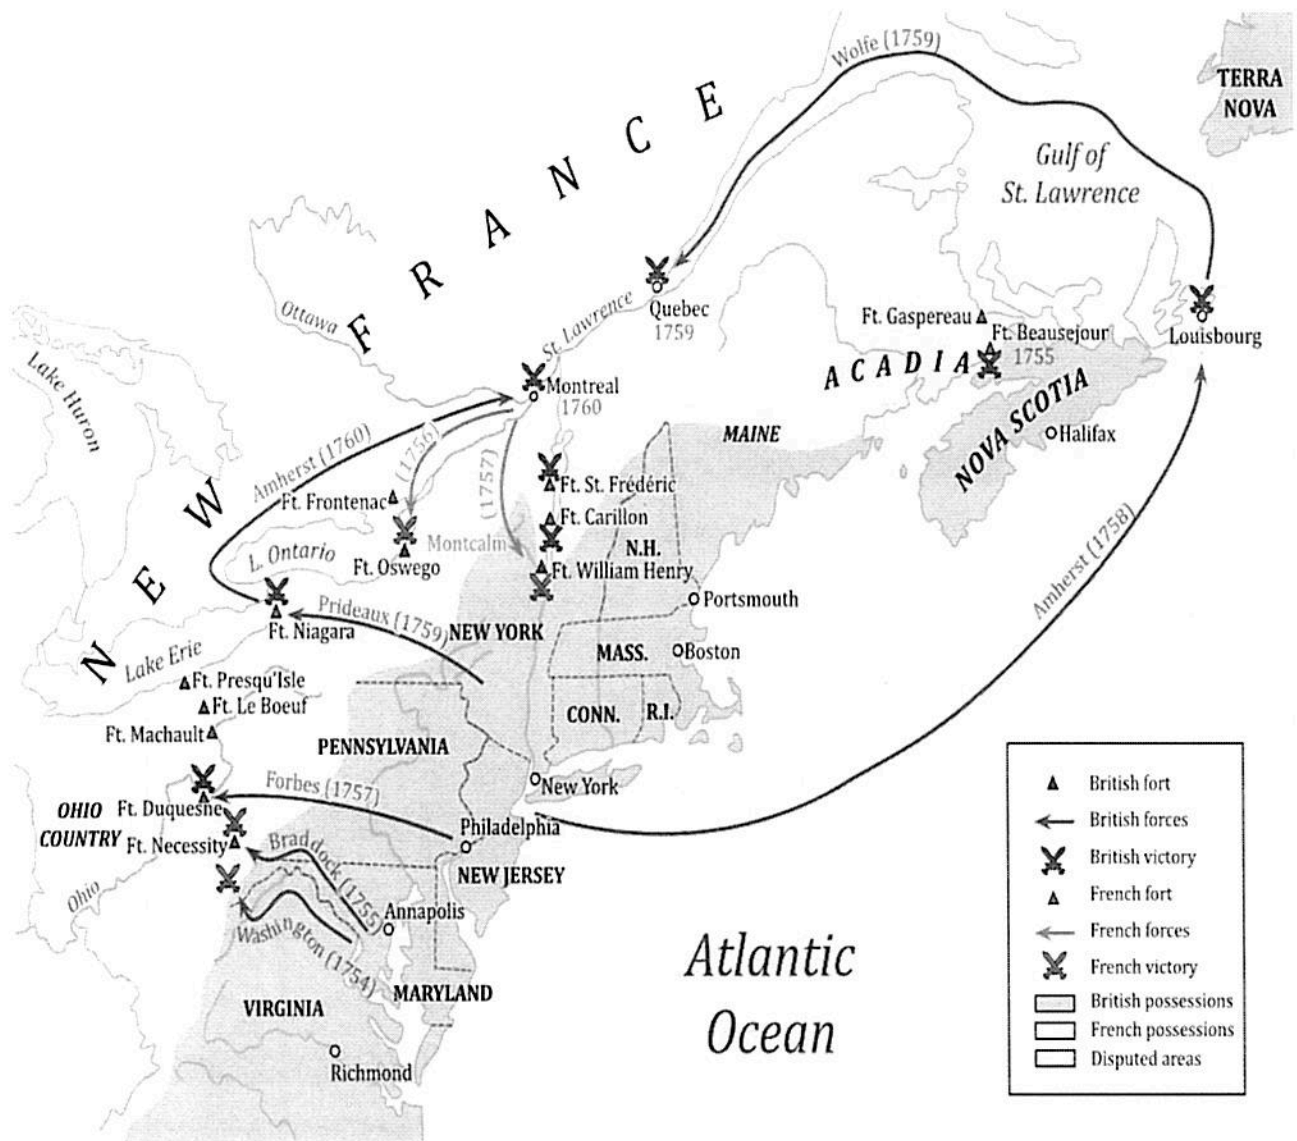 Wolfe (1759)
TERRA
NOVA
Gulf of
St. Lawrence
NEW FRANCE
Ottawa
St. Lawrence
Quebec
1759
Ft. Gaspereau
Ft. Beausejour
1755
Louisbourg
ACADIA
NOVA SCOTIA
Halifax
Lake Huron
Montreal
1760
MAINE
Amherst (1760)
(1756)
(1757)
Ft. Frontenac
Ft. St. Frédéric
Ft. Carillon
Montcalm
N.H.
L. Ontario
Ft. Oswego
Ft. William Henry
Amherst (1758)
Prideaux (1759)
Ft. Niagara
NEW YORK
Portsmouth
MASS.
Boston
Lake Erie
Ft. Presqu'Isle
Ft. Le Boeuf
CONN.
R.I.
Ft. Machault
PENNSYLVANIA
Forbes (1757)
New York
OHIO
COUNTRY
Ft. Duquesne
Ft. Necessity
Philadelphia
Braddock (1755)
NEW JERSEY
Ohio
Annapolis
Washington (1754)
MARYLAND
VIRGINIA
Richmond
Atlantic
Ocean
British fort
British forces
British victory
French fort
French forces
French victory
British possessions
French possessions
Disputed areas